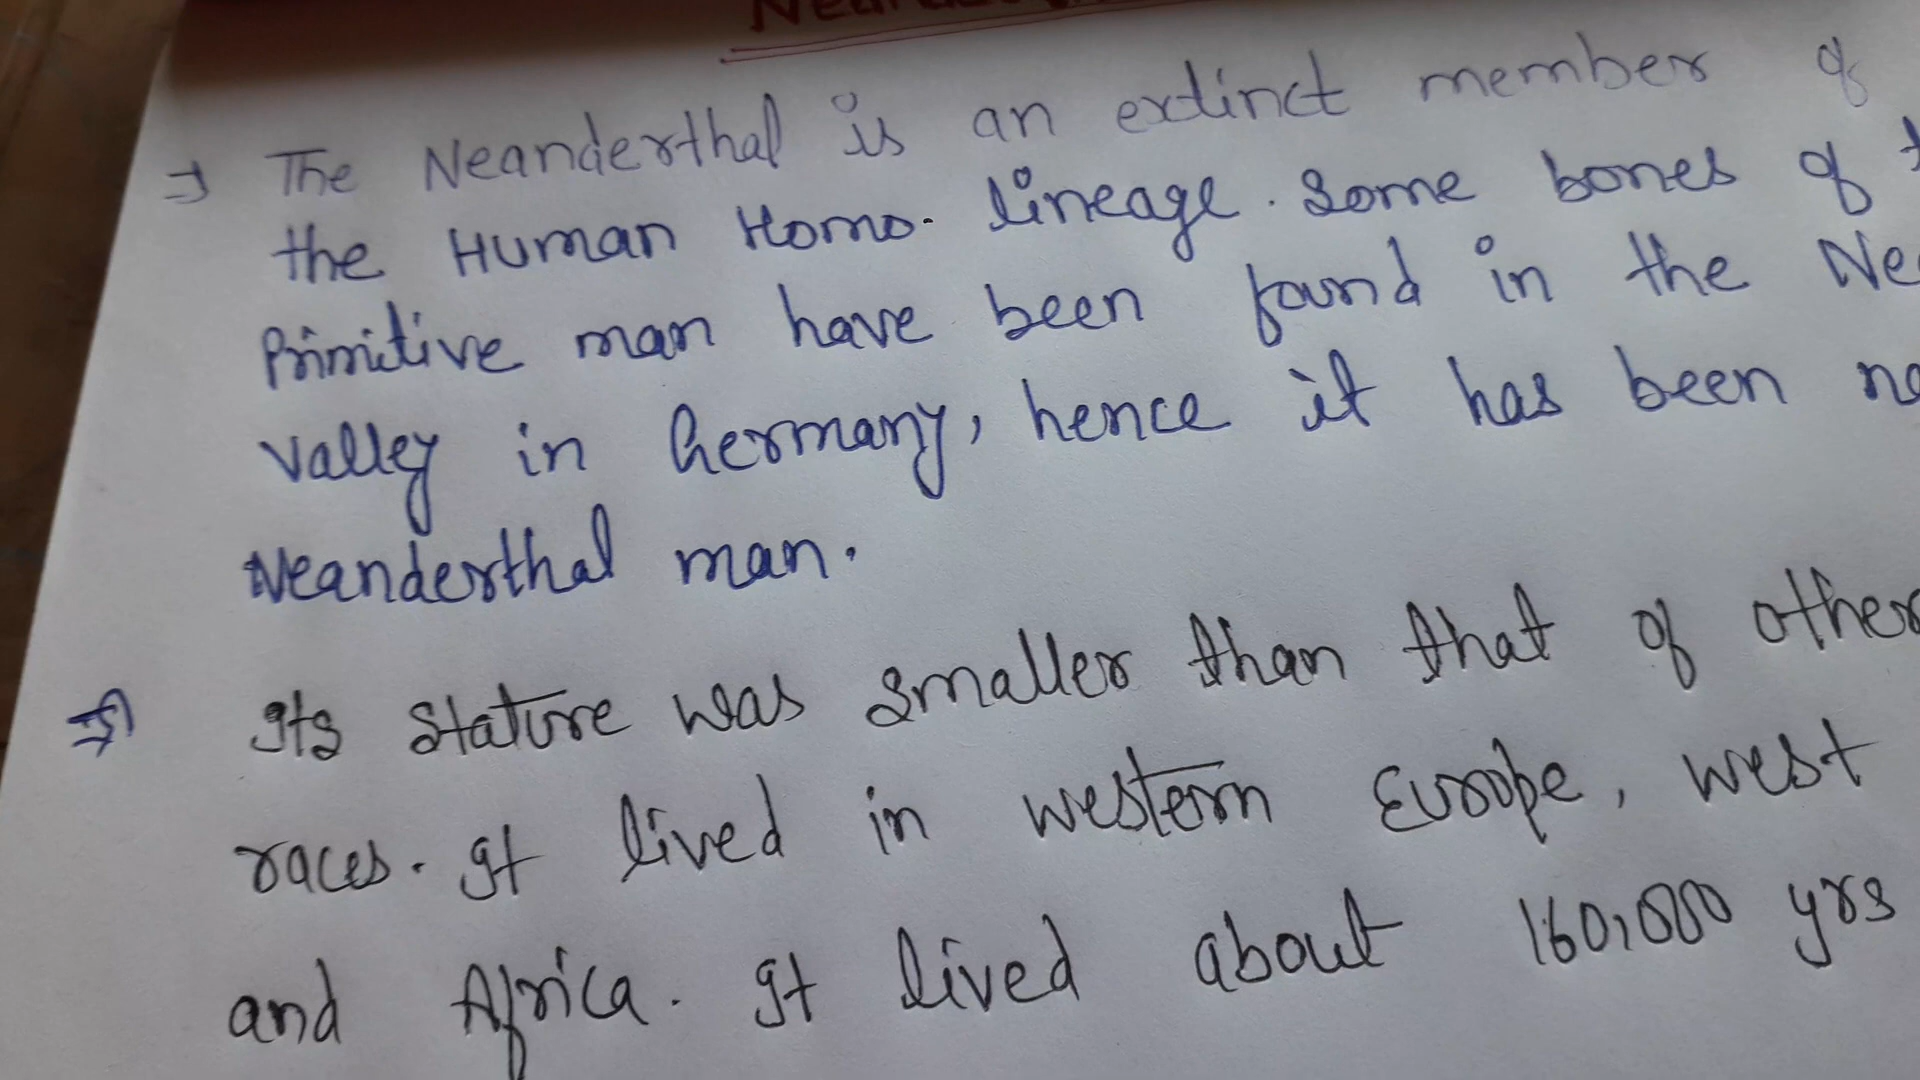 ⇒ The Neanderthal is an extinct member of
the Human Homo. lineage. Some bones of
Primitive man have been found in the
valley in Germany, hence it has been
Neanderthal man.
⇒ Its stature was smaller than that of other
races. It lived in western Europe, west
and Africa. It lived about 160,000 yrs